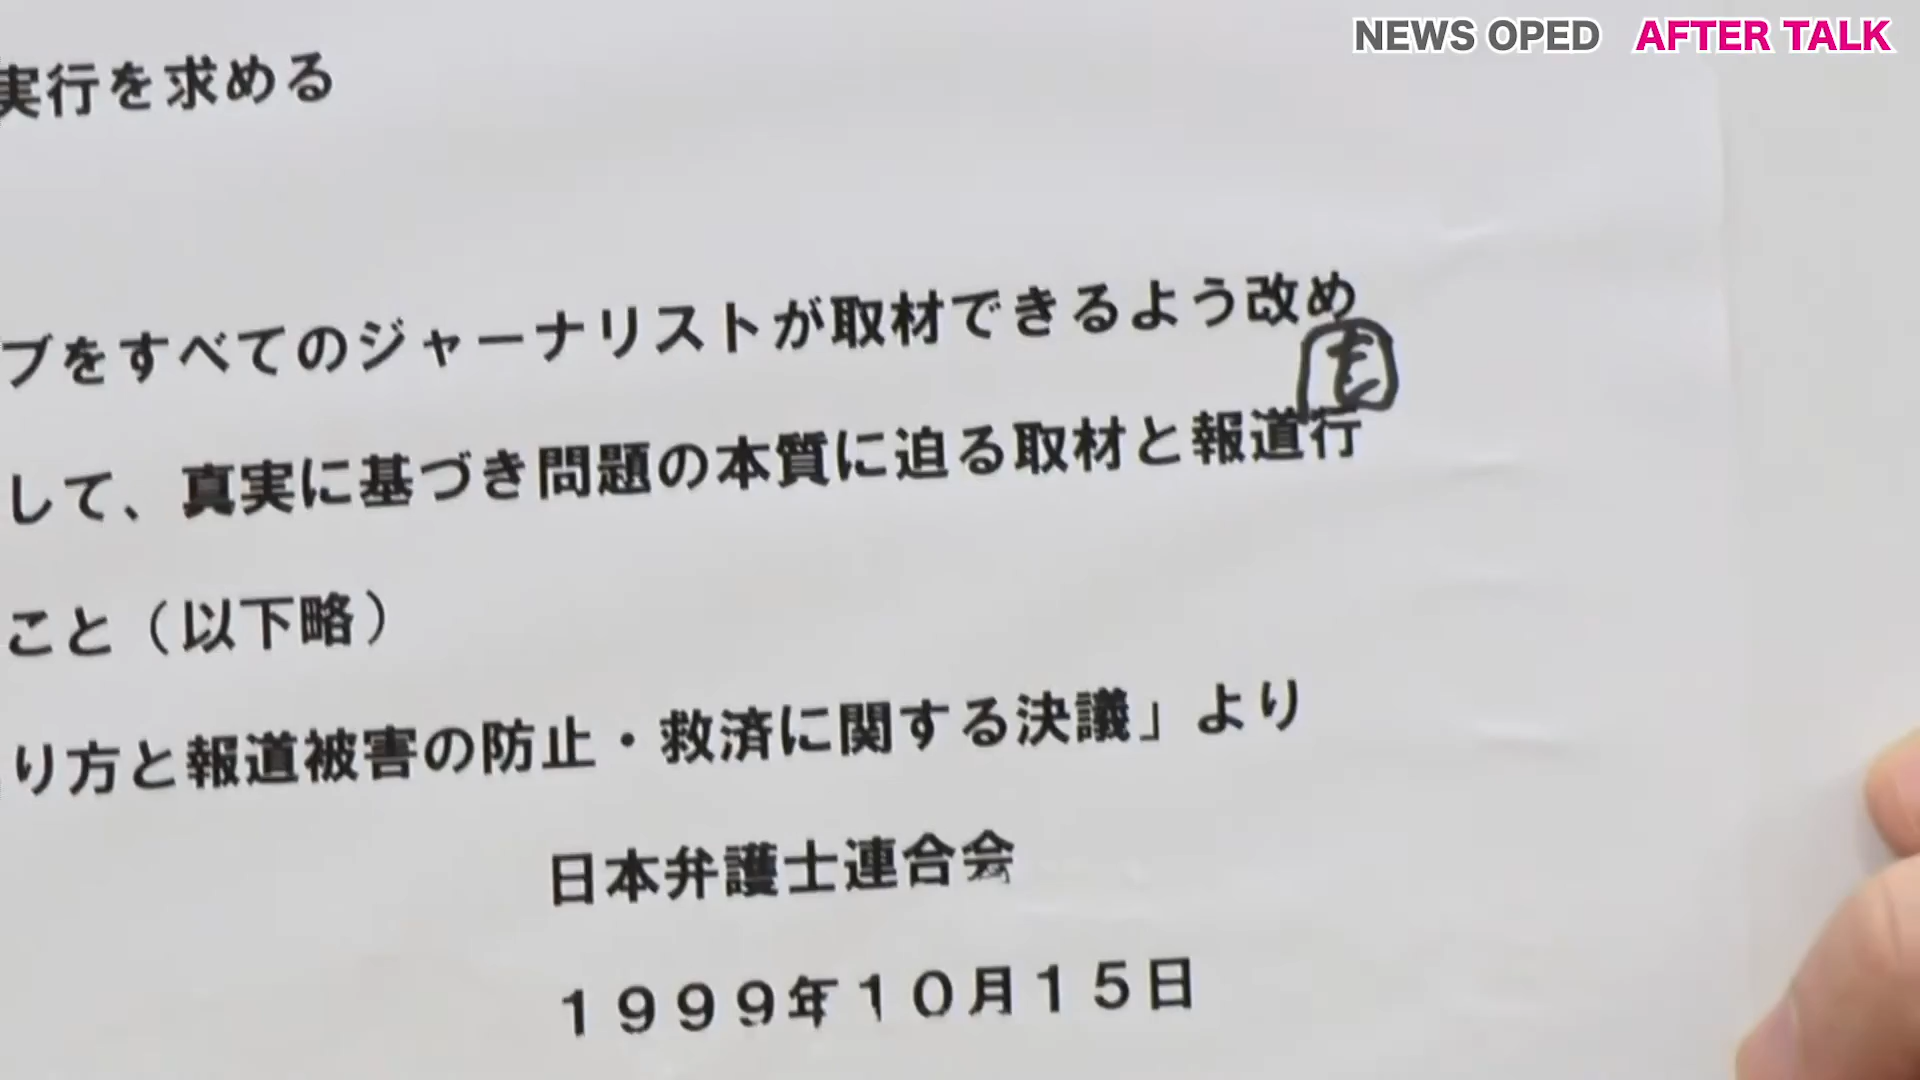 NEWS OPED AFTER TALK
実行を求める
ブをすべてのジャーナリストが取材できるよう改め
して、真実に基づき問題の本質に迫る取材と報道行
こと（以下略）
り方と報道被害の防止・救済に関する決議」より
日本弁護士連合会
1999年10月15日